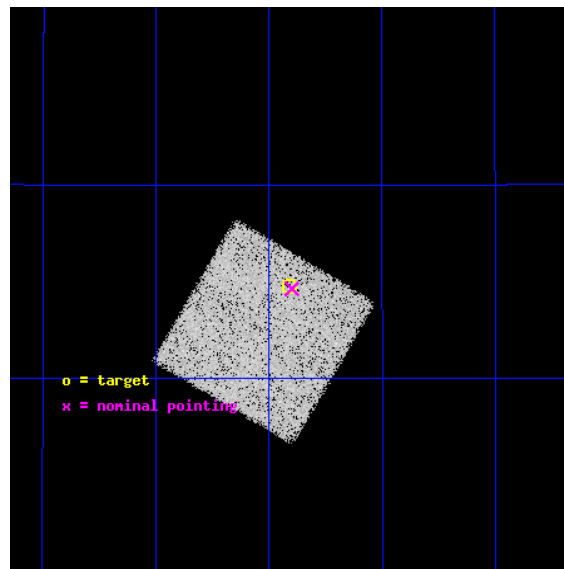 o = target
x = nominal pointing